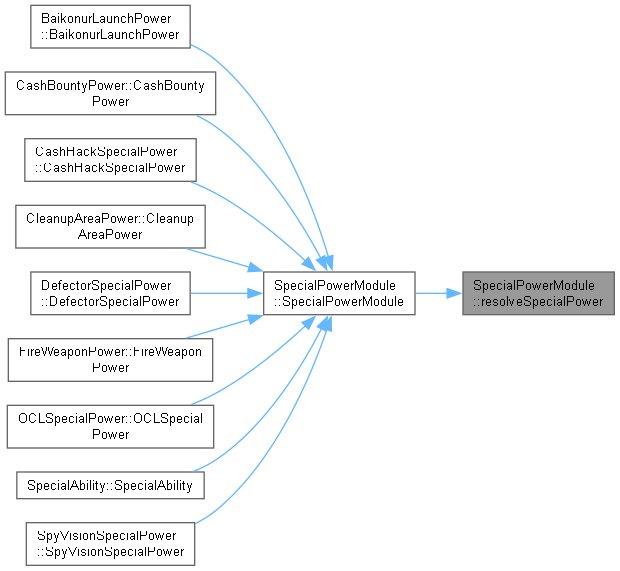 BaikonurLaunchPower
::BaikonurLaunchPower
CashBountyPower::CashBounty
Power
CashHackSpecialPower
::CashHackSpecialPower
CleanupAreaPower::Cleanup
AreaPower
DefectorSpecialPower
::DefectorSpecialPower
FireWeaponPower::FireWeapon
Power
OCLSpecialPower::OCLSpecial
Power
SpecialAbility::SpecialAbility
SpyVisionSpecialPower
::SpyVisionSpecialPower
SpecialPowerModule
::SpecialPowerModule
SpecialPowerModule
::resolveSpecialPower